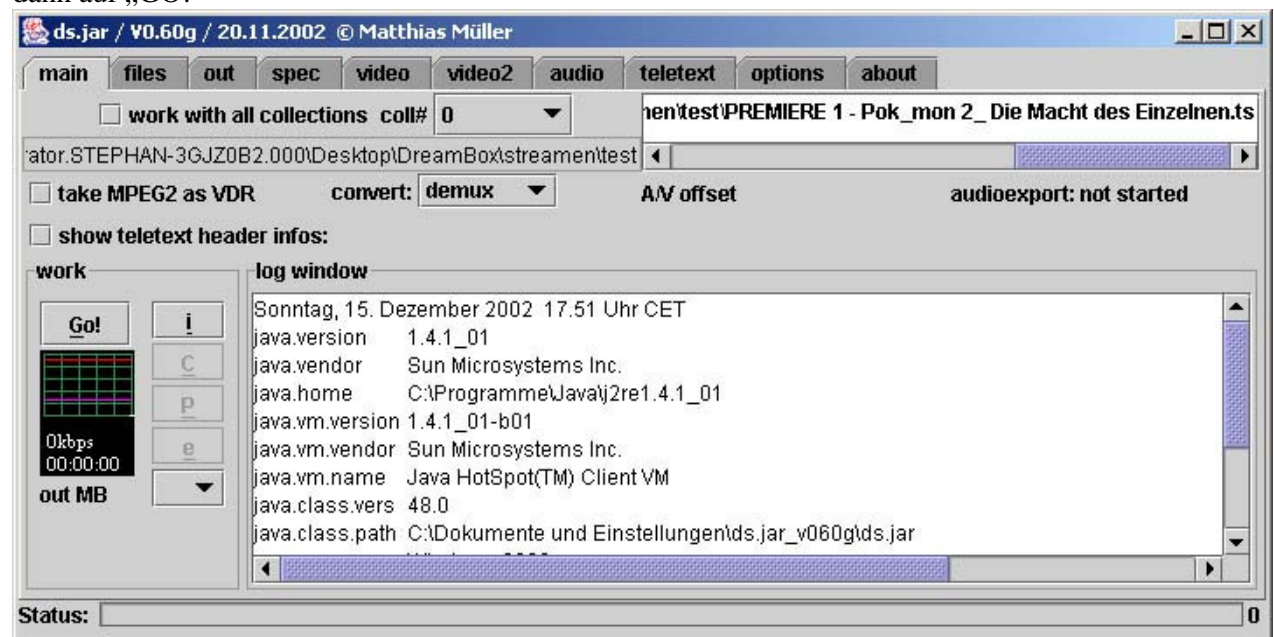 dann auf „GO!“
ds.jar / V0.60g / 20.11.2002 © Matthias Müller
main files out spec video video2 audio teletext options about
work with all collections coll# 0
nen\test\PREMIERE 1 - Pok_mon 2_ Die Macht des Einzelnen.ts
rator.STEPHAN-3GJZ0B2.000\Desktop\DreamBox\streamen\test
take MPEG2 as VDR convert: demux A/V offset audioexport: not started
show teletext header infos:
work
log window
Go!
i
C
p
e
0kbps
00:00:00
out MB
Sonntag, 15. Dezember 2002 17.51 Uhr CET
java.version 1.4.1_01
java.vendor Sun Microsystems Inc.
java.home C:\Programme\Java\j2re1.4.1_01
java.vm.version 1.4.1_01-b01
java.vm.vendor Sun Microsystems Inc.
java.vm.name Java HotSpot(TM) Client VM
java.class.vers 48.0
java.class.path C:\Dokumente und Einstellungen\ds.jar_v060g\ds.jar
Status: 0